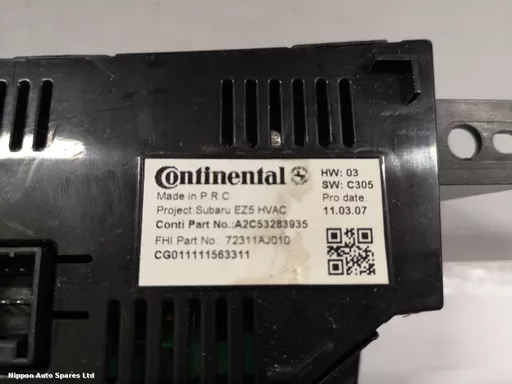 Continental
Made in P.R.C.
Project:Subaru EZ5 HVAC
Conti Part No.:A2C53283935
FHI Part No.: 72311AJ010
CG011111563311
HW: 03
SW: C305
Pro date:
11.03.07
Nippon Auto Spares Ltd